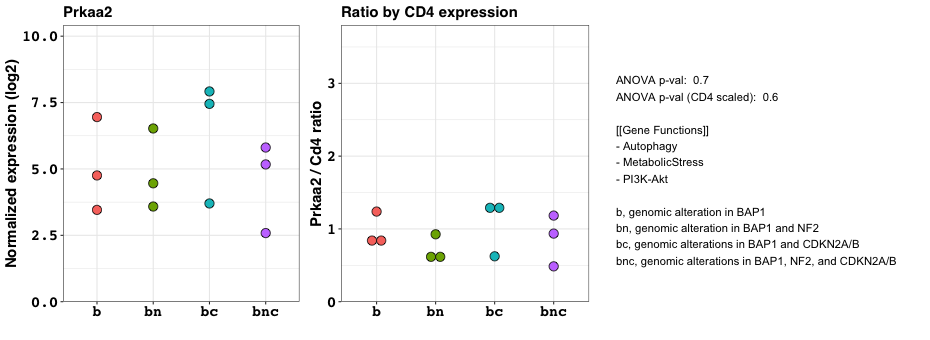 Prkaa2
Normalized expression (log2)
10.0
7.5
5.0
2.5
0.0
b bn bc bnc
Ratio by CD4 expression
Prkaa2 / Cd4 ratio
3
2
1
0
b bn bc bnc
ANOVA p-val: 0.7
ANOVA p-val (CD4 scaled): 0.6
[[Gene Functions]]
- Autophagy
- MetabolicStress
- PI3K-Akt
b, genomic alteration in BAP1
bn, genomic alteration in BAP1 and NF2
bc, genomic alterations in BAP1 and CDKN2A/B
bnc, genomic alterations in BAP1, NF2, and CDKN2A/B